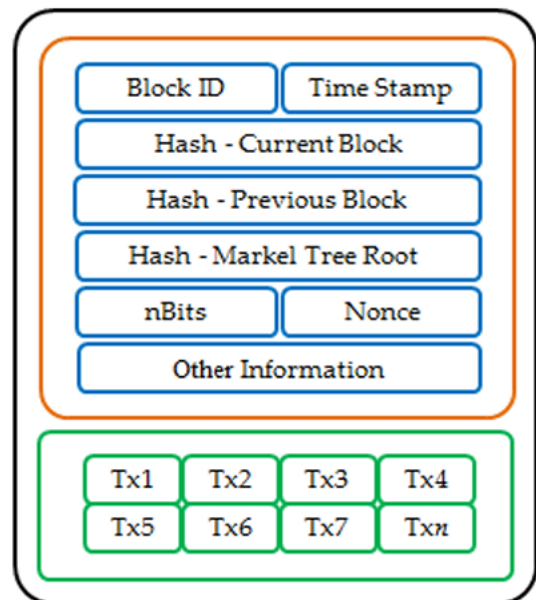 Block ID Time Stamp
Hash - Current Block
Hash - Previous Block
Hash - Markel Tree Root
nBits Nonce
Other Information
Tx1 Tx2 Tx3 Tx4
Tx5 Tx6 Tx7 Txn